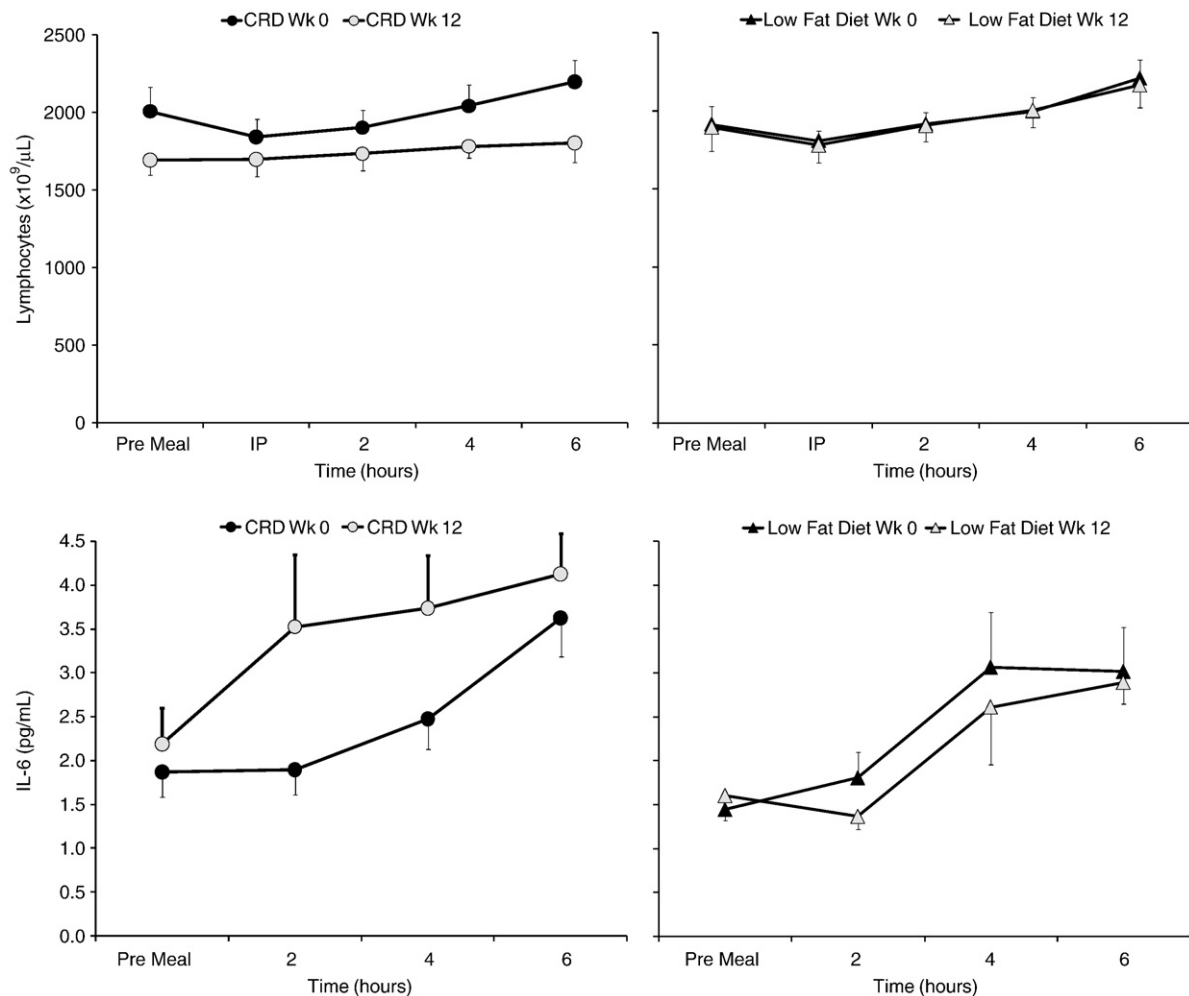 CRD Wk 0 CRD Wk 12
2500
2000
1500
1000
500
0
Lymphocytes (x10⁹/μL)
Pre Meal IP 2 4 6
Time (hours)
Low Fat Diet Wk 0 Low Fat Diet Wk 12
Pre Meal IP 2 4 6
Time (hours)
CRD Wk 0 CRD Wk 12
4.5
4.0
3.5
3.0
2.5
2.0
1.5
1.0
0.5
0.0
IL-6 (pg/mL)
Pre Meal 2 4 6
Time (hours)
Low Fat Diet Wk 0 Low Fat Diet Wk 12
Pre Meal 2 4 6
Time (hours)